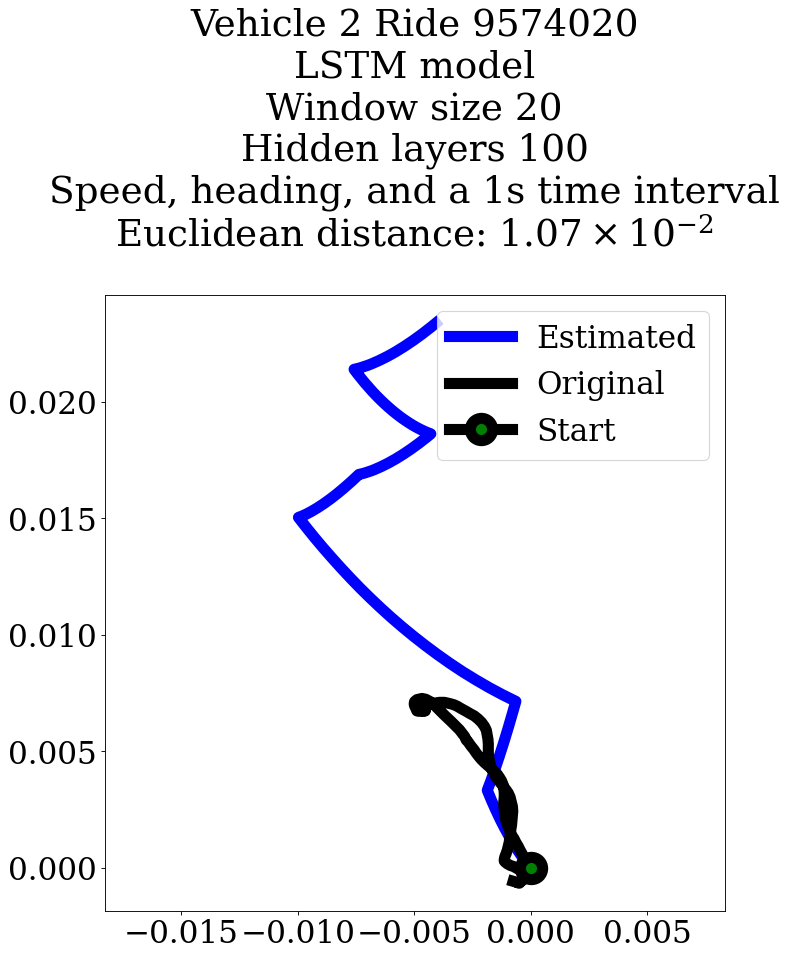 Vehicle 2 Ride 9574020
LSTM model
Window size 20
Hidden layers 100
Speed, heading, and a 1s time interval
Euclidean distance: 1.07 × 10⁻²
Estimated
Original
Start
0.020
0.015
0.010
0.005
0.000
−0.015
−0.010
−0.005
0.000
0.005